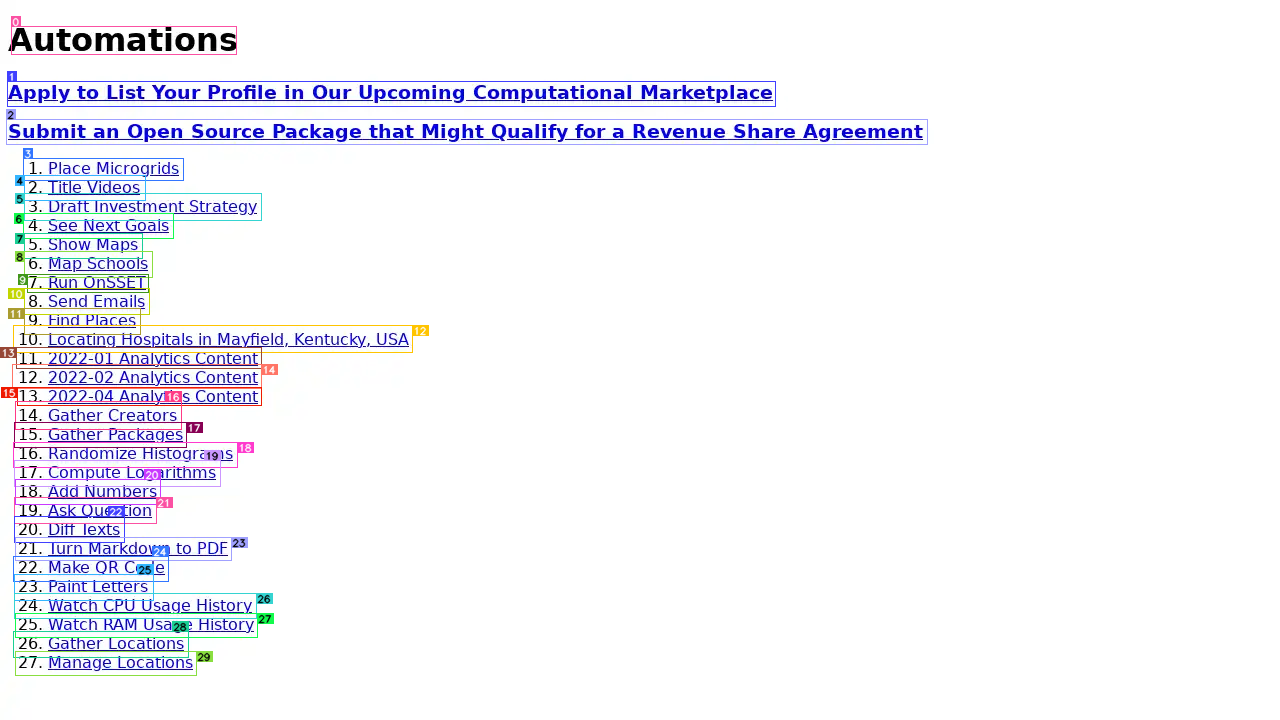 Automations
Apply to List Your Profile in Our Upcoming Computational Marketplace
Submit an Open Source Package that Might Qualify for a Revenue Share Agreement
1. Place Microgrids
2. Title Videos
3. Draft Investment Strategy
4. See Next Goals
5. Show Maps
6. Map Schools
7. Run OnSSET
8. Send Emails
9. Find Places
10. Locating Hospitals in Mayfield, Kentucky, USA
11. 2022-01 Analytics Content
12. 2022-02 Analytics Content
13. 2022-04 Analytics Content
14. Gather Creators
15. Gather Packages
16. Randomize Histograms
17. Compute Logarithms
18. Add Numbers
19. Ask Question
20. Diff Texts
21. Turn Markdown to PDF
22. Make QR Code
23. Paint Letters
24. Watch CPU Usage History
25. Watch RAM Usage History
26. Gather Locations
27. Manage Locations